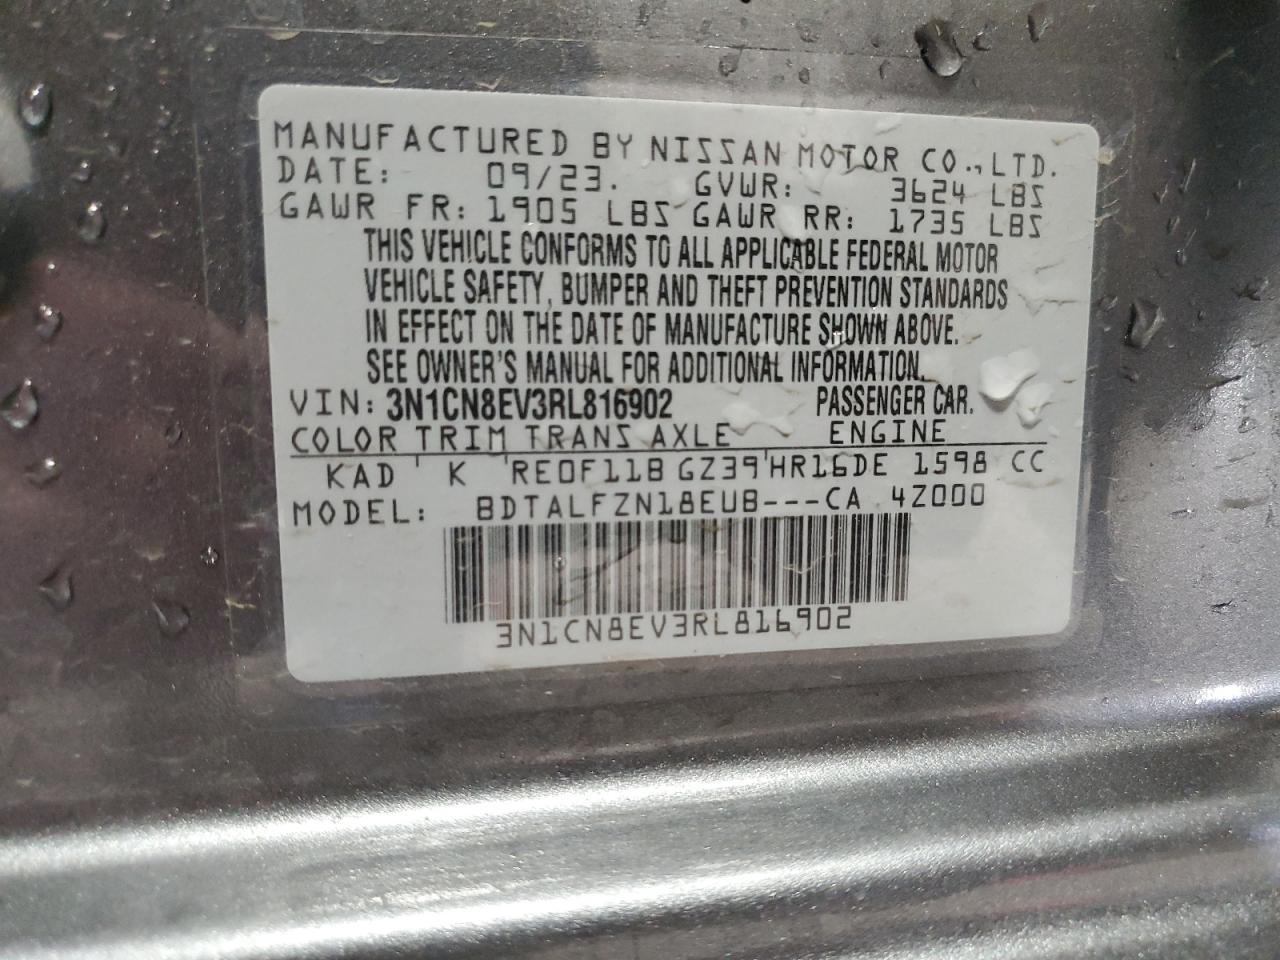 MANUFACTURED BY NISSAN MOTOR CO.,LTD.
DATE: 09/23. GVWR: 3624 LBS
GAWR FR: 1905 LBS GAWR RR: 1735 LBS
THIS VEHICLE CONFORMS TO ALL APPLICABLE FEDERAL MOTOR
VEHICLE SAFETY, BUMPER AND THEFT PREVENTION STANDARDS
IN EFFECT ON THE DATE OF MANUFACTURE SHOWN ABOVE.
SEE OWNER'S MANUAL FOR ADDITIONAL INFORMATION.
VIN: 3N1CN8EV3RL816902 PASSENGER CAR.
COLOR TRIM TRANS AXLE ENGINE
KAD K RE0F11B GZ39 HR16DE 1598 CC
MODEL: BDTALFZN18EUB---CA 4Z000
3N1CN8EV3RL816902